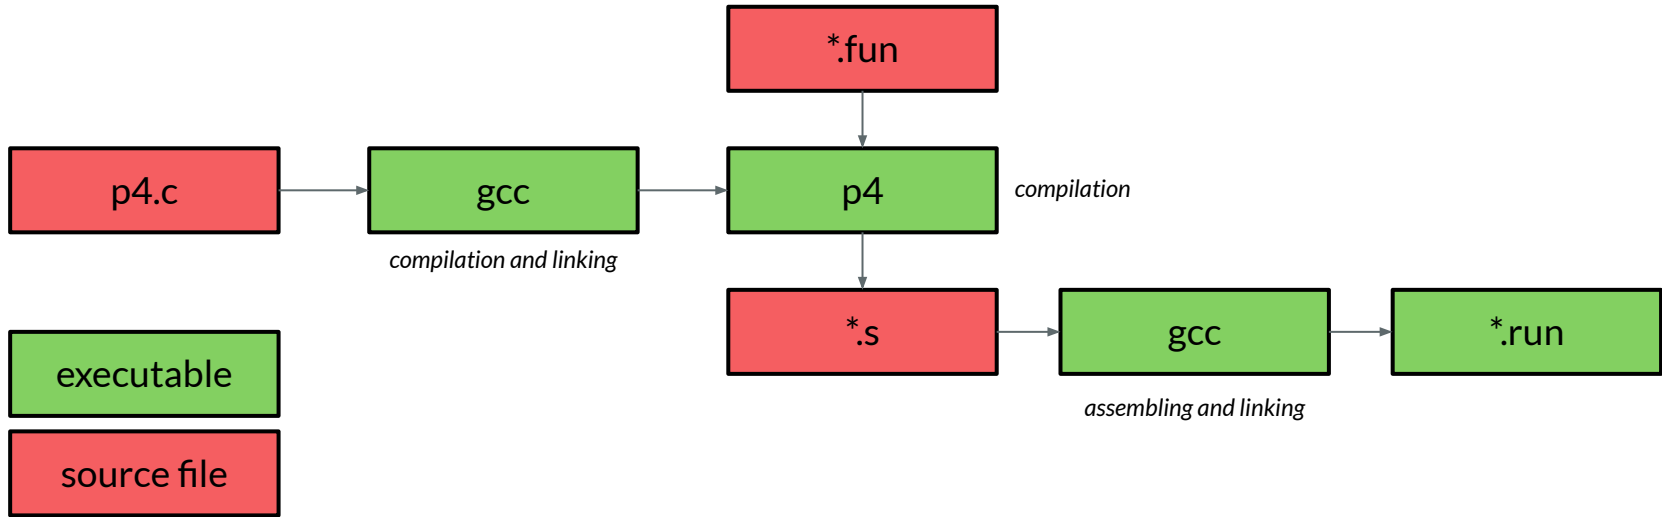 *.fun
p4.c
gcc
p4
compilation
compilation and linking
*.s
gcc
*.run
executable
assembling and linking
source file